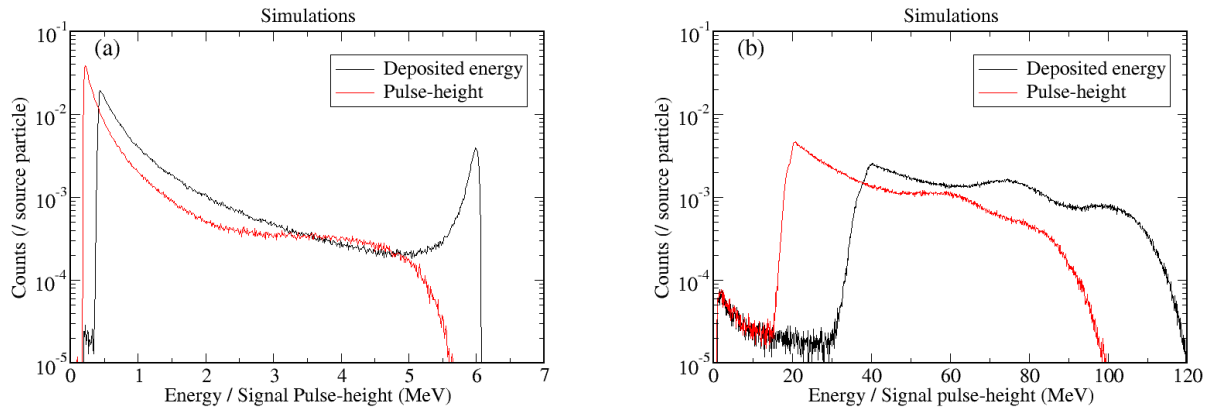 Simulations
(a)
Deposited energy
Pulse-height
Counts (/ source particle)
10^-1
10^-2
10^-3
10^-4
10^-5
0 1 2 3 4 5 6 7
Energy / Signal Pulse-height (MeV)
Simulations
(b)
Deposited energy
Pulse-height
Counts (/ source particle)
10^-1
10^-2
10^-3
10^-4
10^-5
0 20 40 60 80 100 120
Energy / Signal pulse-height (MeV)